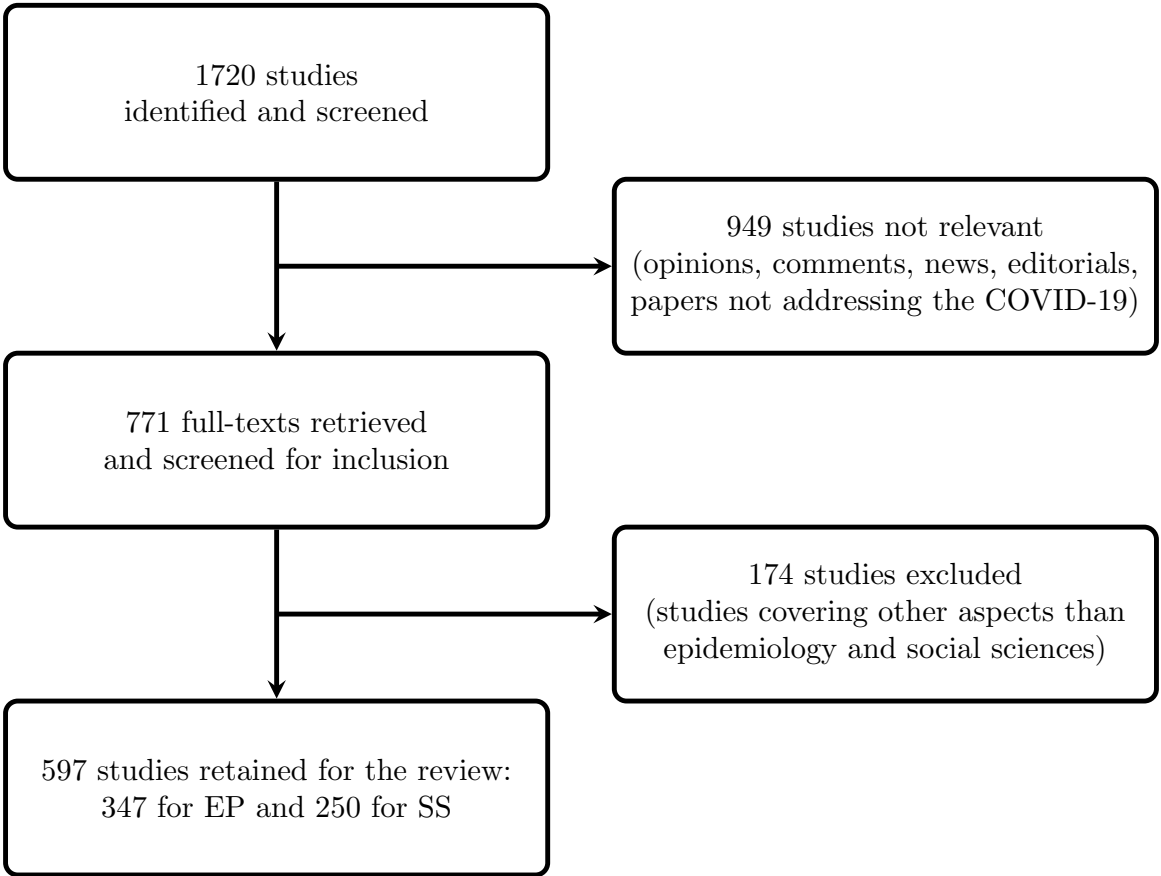 1720 studies
identified and screened
949 studies not relevant
(opinions, comments, news, editorials,
papers not addressing the COVID-19)
771 full-texts retrieved
and screened for inclusion
174 studies excluded
(studies covering other aspects than
epidemiology and social sciences)
597 studies retained for the review:
347 for EP and 250 for SS